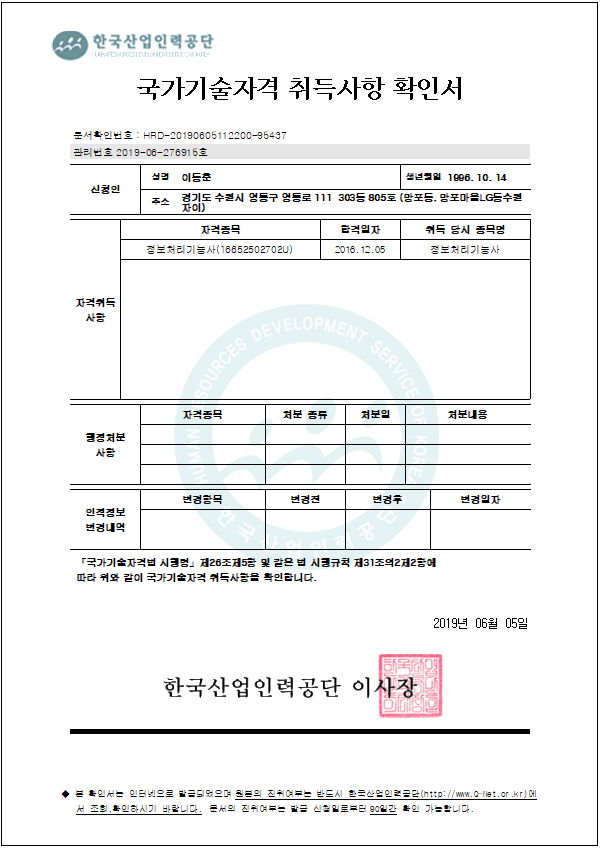 한국산업인력공단
HUMAN RESOURCES DEVELOPMENT SERVICE OF KOREA
국가기술자격 취득사항 확인서
문서확인번호 : HRD-20190605112200-95437
관리번호 2019-06-276915호
신청인
성명 이동훈 생년월일 1996. 10. 14
주소 경기도 수원시 영통구 영통로 111 303동 805호 (망포동, 망포마을LG동수원
자이)
자격취득
사항
자격종목 합격일자 취득 당시 종목명
정보처리기능사(16652502702U) 2016.12.05 정보처리기능사
HUMAN RESOURCES DEVELOPMENT SERVICE OF KOREA
한국산업인력공단
행정처분
사항
자격종목 처분 종류 처분일 처분내용
인적정보
변경내역
변경항목 변경전 변경후 변경일자
「국가기술자격법 시행령」제26조제5항 및 같은 법 시행규칙 제31조의2제2항에
따라 위와 같이 국가기술자격 취득사항을 확인합니다.
2019년 06월 05일
한국산업인력공단 이사장
◆ 본 확인서는 인터넷으로 발급되었으며 원본의 진위여부는 반드시 한국산업인력공단(http://www.Q-Net.or.kr)에
서 조회,확인하시기 바랍니다. 문서의 진위여부는 발급 신청일로부터 90일간 확인 가능합니다.